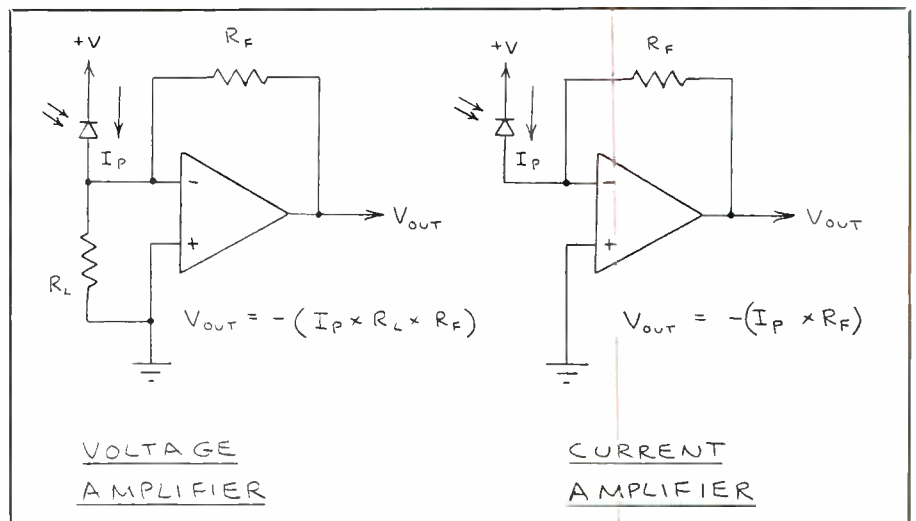 +V
R_F
I_P
-
+
R_L
V_OUT
V_OUT = -(I_P × R_L × R_F)
VOLTAGE
AMPLIFIER
+V
R_F
I_P
-
+
V_OUT
V_OUT = -(I_P × R_F)
CURRENT
AMPLIFIER